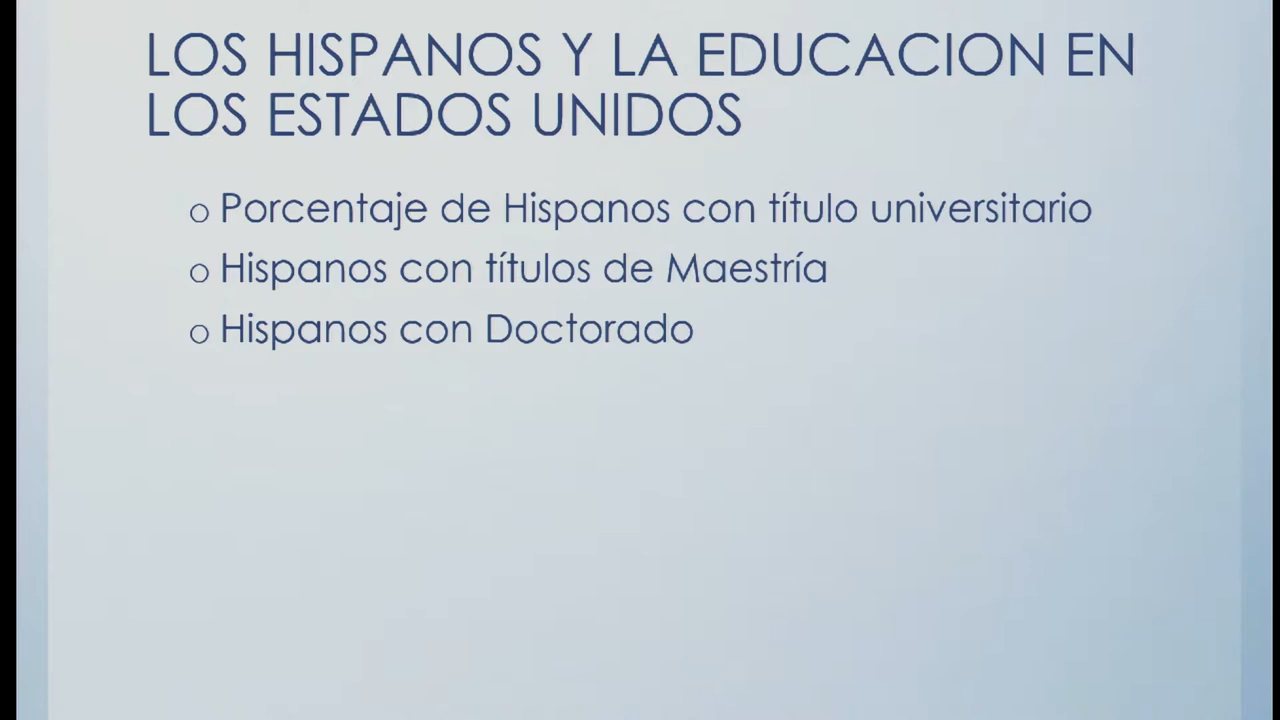 LOS HISPANOS Y LA EDUCACION EN
LOS ESTADOS UNIDOS
o Porcentaje de Hispanos con título universitario
o Hispanos con títulos de Maestría
o Hispanos con Doctorado